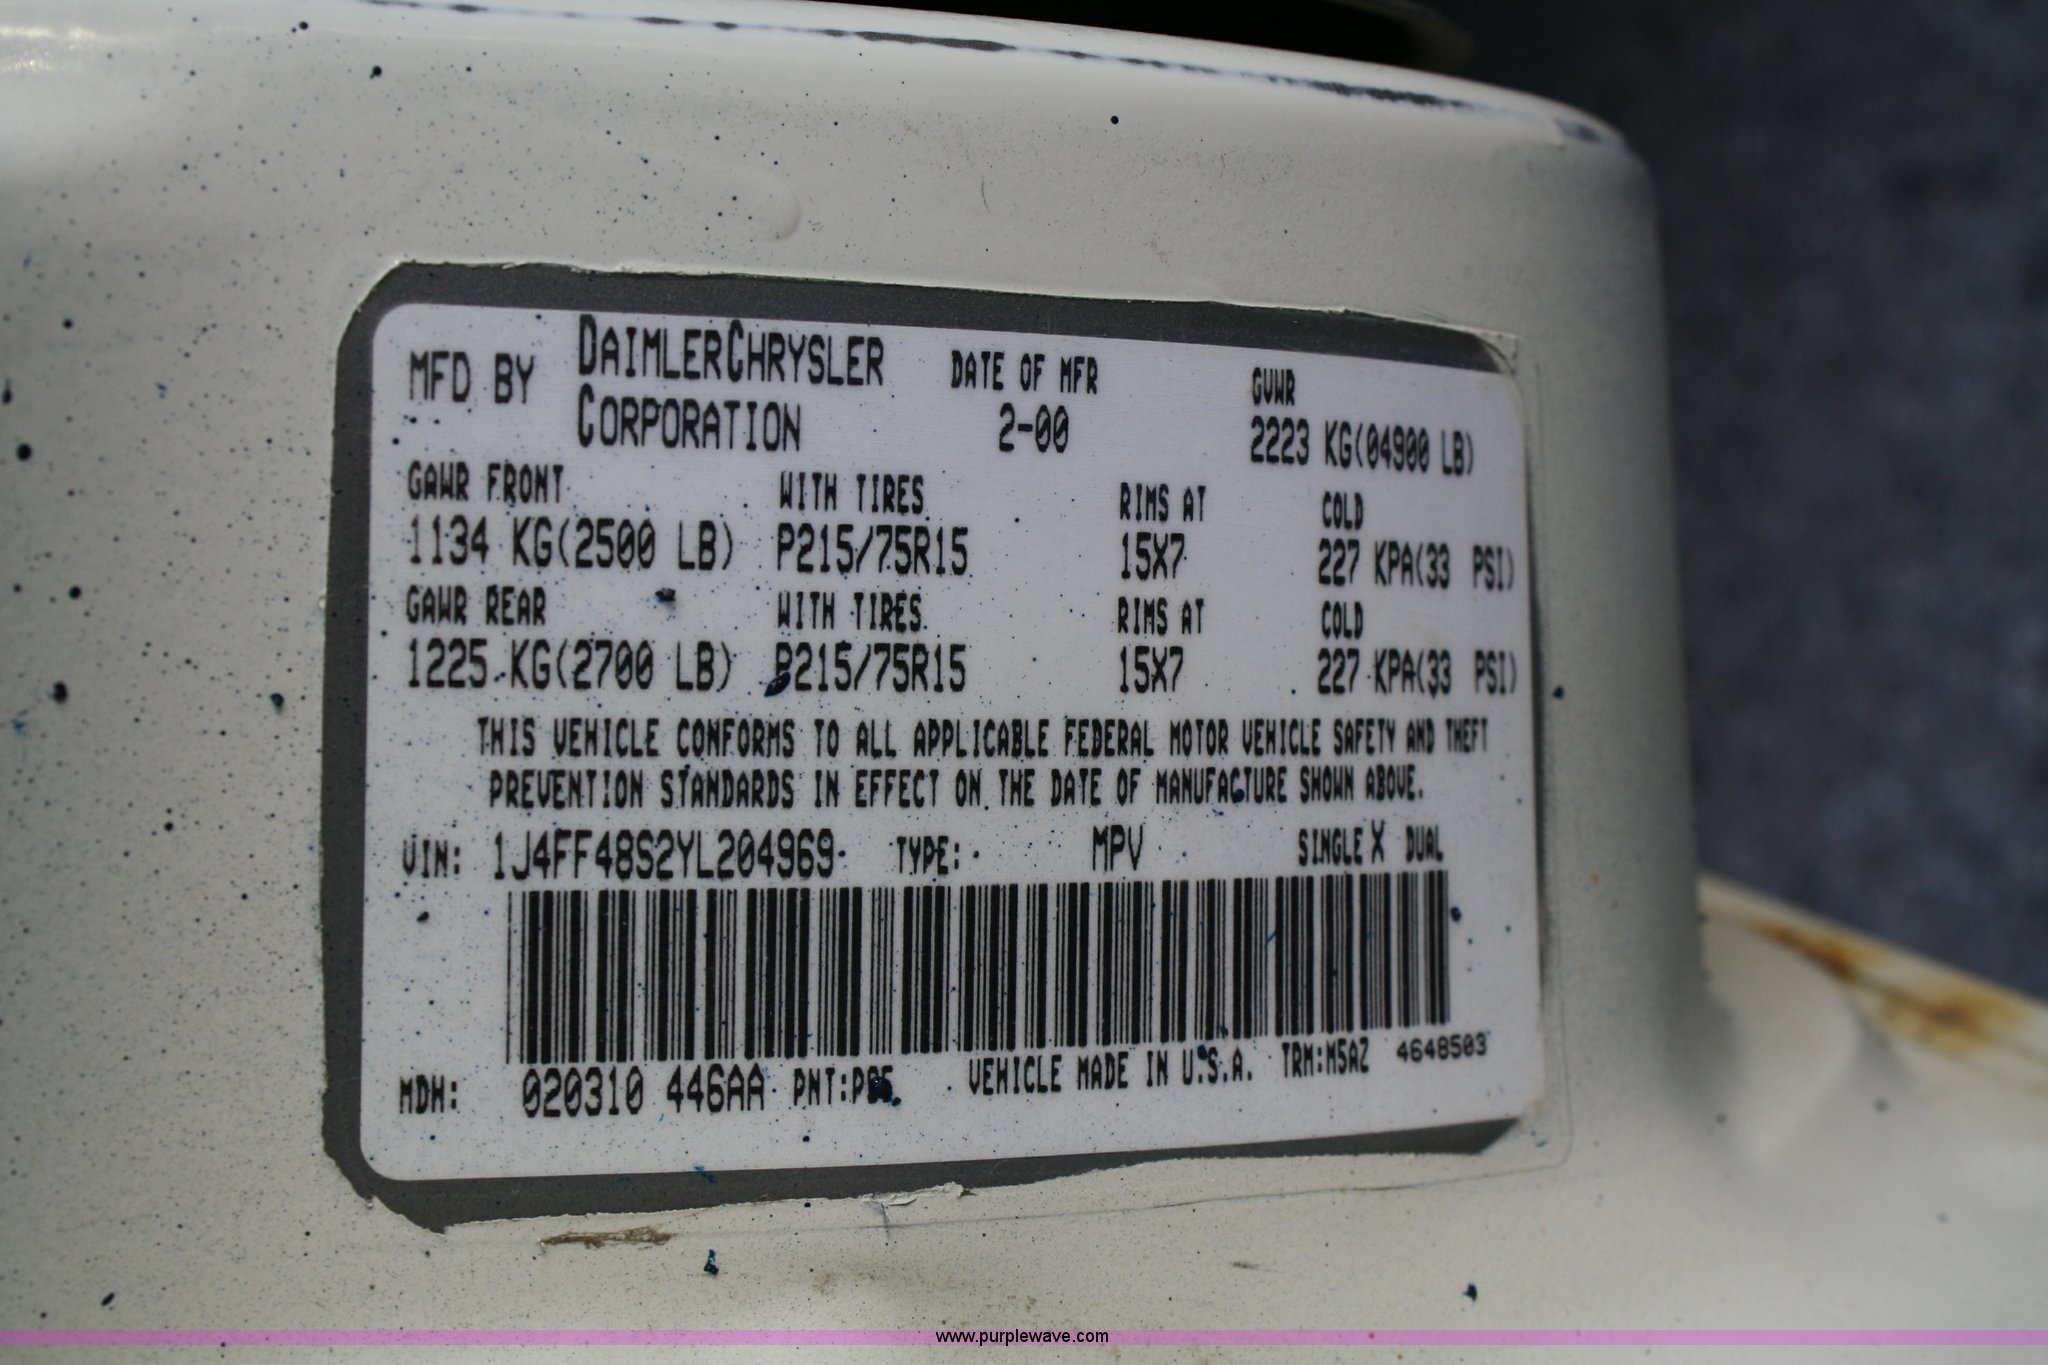 MFD BY DAIMLERCHRYSLER CORPORATION DATE OF MFR 2-00 GVWR 2223 KG(04900 LB)
GAWR FRONT WITH TIRES RIMS AT COLD
1134 KG(2500 LB) P215/75R15 15X7 227 KPA(33 PSI)
GAWR REAR WITH TIRES RIMS AT COLD
1225 KG(2700 LB) P215/75R15 15X7 227 KPA(33 PSI)
THIS VEHICLE CONFORMS TO ALL APPLICABLE FEDERAL MOTOR VEHICLE SAFETY AND THEFT
PREVENTION STANDARDS IN EFFECT ON THE DATE OF MANUFACTURE SHOWN ABOVE.
VIN: 1J4FF48S2YL204969 TYPE: MPV SINGLE X DUAL
MDH: 020310 446AA VEHICLE MADE IN U.S.A. TRM:M5AZ 4648503
www.purplewave.com